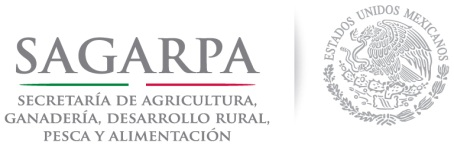 SAGARPA
SECRETARÍA DE AGRICULTURA,
GANADERÍA, DESARROLLO RURAL,
PESCA Y ALIMENTACIÓN
ESTADOS UNIDOS MEXICANOS